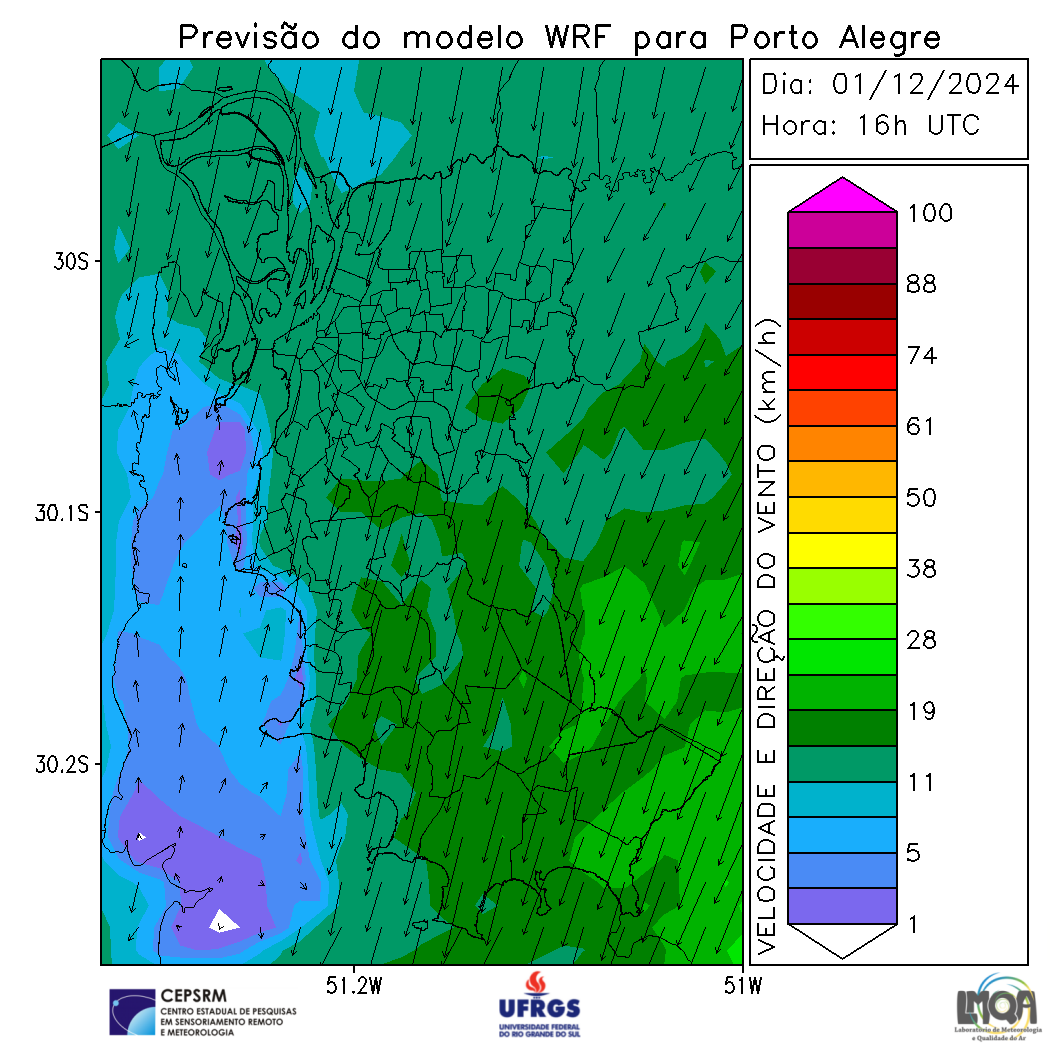 Previsão do modelo WRF para Porto Alegre
Dia: 01/12/2024
Hora: 16h UTC
30S
30.1S
30.2S
51.2W
51W
VELOCIDADE E DIREÇÃO DO VENTO (km/h)
100
88
74
61
50
38
28
19
11
5
1
CEPSRM
CENTRO ESTADUAL DE PESQUISAS
EM SENSORIAMENTO REMOTO
E METEOROLOGIA
UFRGS
UNIVERSIDADE FEDERAL
DO RIO GRANDE DO SUL
LMQA
Laboratório de Meteorologia
e Qualidade do Ar